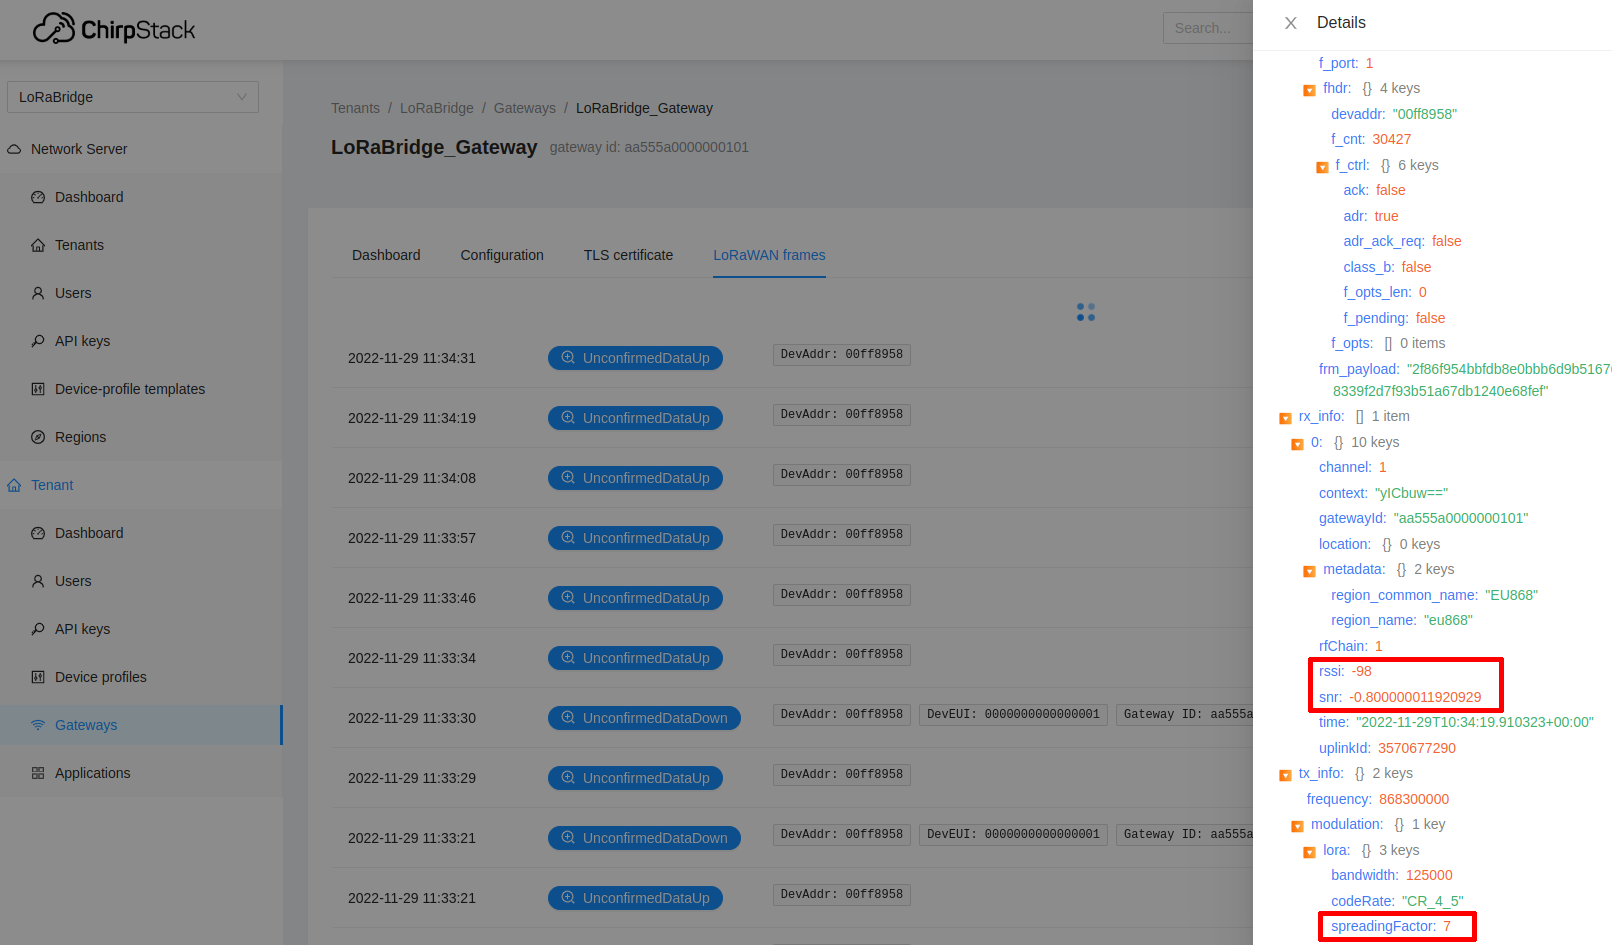 ChirpStack
Search...
LoRaBridge
Network Server
Dashboard
Tenants
Users
API keys
Device-profile templates
Regions
Tenant
Dashboard
Users
API keys
Device profiles
Gateways
Applications
Tenants / LoRaBridge / Gateways / LoRaBridge_Gateway
LoRaBridge_Gateway gateway id: aa555a0000000101
Dashboard Configuration TLS certificate LoRaWAN frames
2022-11-29 11:34:31 UnconfirmedDataUp DevAddr: 00ff8958
2022-11-29 11:34:19 UnconfirmedDataUp DevAddr: 00ff8958
2022-11-29 11:34:08 UnconfirmedDataUp DevAddr: 00ff8958
2022-11-29 11:33:57 UnconfirmedDataUp DevAddr: 00ff8958
2022-11-29 11:33:46 UnconfirmedDataUp DevAddr: 00ff8958
2022-11-29 11:33:34 UnconfirmedDataUp DevAddr: 00ff8958
2022-11-29 11:33:30 UnconfirmedDataDown DevAddr: 00ff8958 DevEUI: 0000000000000001 Gateway ID: aa555a
2022-11-29 11:33:29 UnconfirmedDataUp DevAddr: 00ff8958
2022-11-29 11:33:21 UnconfirmedDataDown DevAddr: 00ff8958 DevEUI: 0000000000000001 Gateway ID: aa555a
2022-11-29 11:33:21 UnconfirmedDataUp DevAddr: 00ff8958
Details
f_port: 1
fhdr: {} 4 keys
devaddr: "00ff8958"
f_cnt: 30427
f_ctrl: {} 6 keys
ack: false
adr: true
adr_ack_req: false
class_b: false
f_opts_len: 0
f_pending: false
f_opts: [] 0 items
frm_payload: "2f86f954bbfdb8e0bbb6d9b5167
8339f2d7f93b51a67db1240e68fef"
rx_info: [] 1 item
0: {} 10 keys
channel: 1
context: "yICbuw=="
gatewayId: "aa555a0000000101"
location: {} 0 keys
metadata: {} 2 keys
region_common_name: "EU868"
region_name: "eu868"
rfChain: 1
rssi: -98
snr: -0.800000011920929
time: "2022-11-29T10:34:19.910323+00:00"
uplinkId: 3570677290
tx_info: {} 2 keys
frequency: 868300000
modulation: {} 1 key
lora: {} 3 keys
bandwidth: 125000
codeRate: "CR_4_5"
spreadingFactor: 7